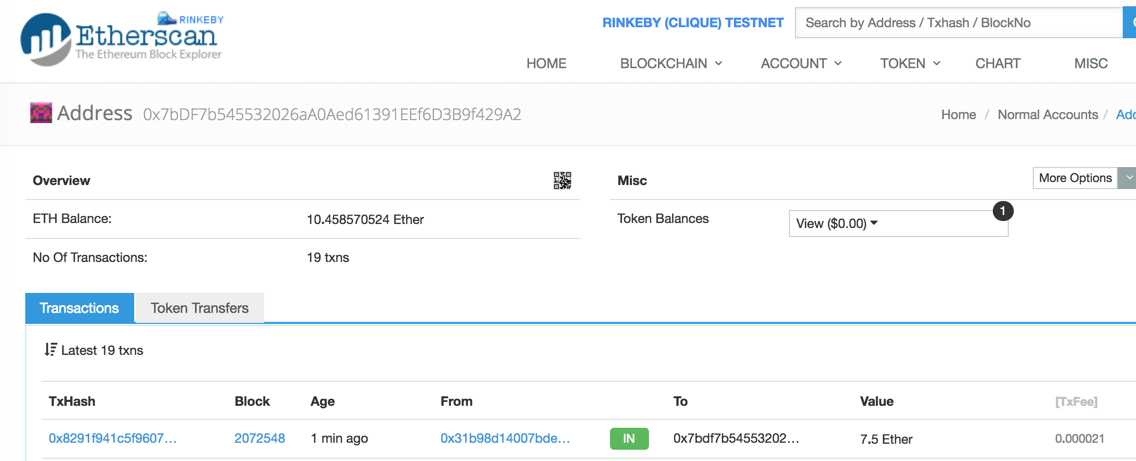 RINKEBY
Etherscan
The Ethereum Block Explorer
RINKEBY (CLIQUE) TESTNET
Search by Address / Txhash / BlockNo
HOME BLOCKCHAIN ACCOUNT TOKEN CHART MISC
Address 0x7bDF7b545532026aA0Aed61391EEf6D3B9f429A2
Home / Normal Accounts / Add
Overview
ETH Balance: 10.458570524 Ether
No Of Transactions: 19 txns
Misc
More Options
Token Balances View ($0.00) 1
Transactions Token Transfers
Latest 19 txns
TxHash Block Age From To Value [TxFee]
0x8291f941c5f9607... 2072548 1 min ago 0x31b98d14007bde... IN 0x7bdf7b54553202... 7.5 Ether 0.000021